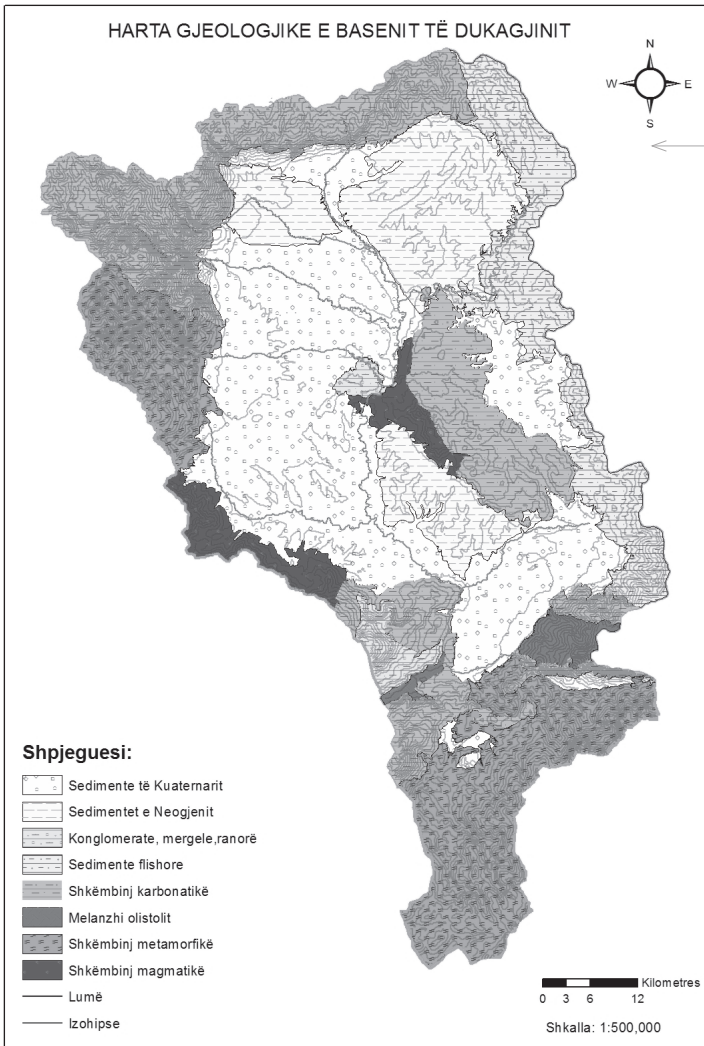 HARTA GJEOLOGJIKE E BASENIT TË DUKAGJINIT
N
W E
S
Shpjeguesi:
Sedimente të Kuaternarit
Sedimentet e Neogjenit
Konglomerate, mergele,ranorë
Sedimente flishore
Shkëmbinj karbonatikë
Melanzhi olistolit
Shkëmbinj metamorfikë
Shkëmbinj magmatikë
Lumë
Izohipse
Kilometres
0 3 6 12
Shkalla: 1:500,000